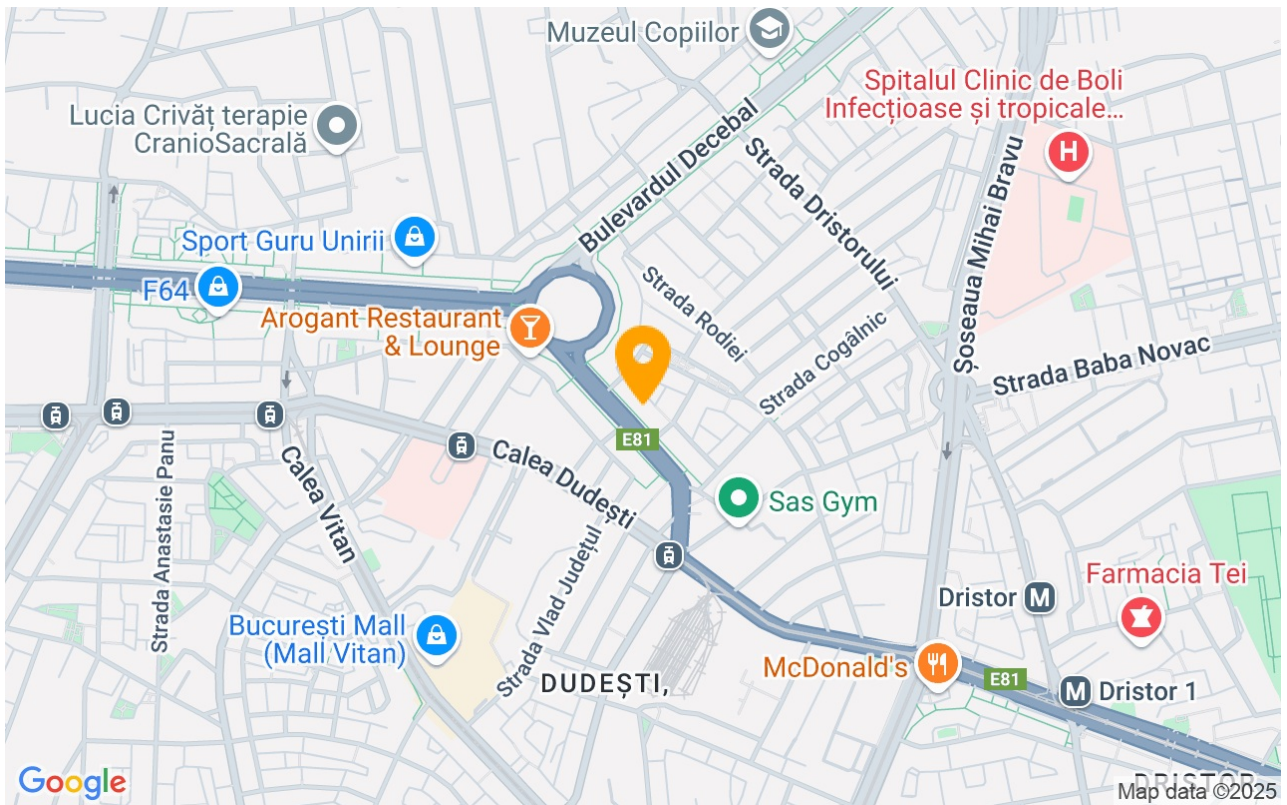 Muzeul Copiilor
Spitalul Clinic de Boli
Infecțioase și tropicale...
H
Lucia Crivăț terapie
CranioSacrală
Bulevardul Decebal
Strada Dristorului
Șoseaua Mihai Bravu
Sport Guru Unirii
F64
Strada Rodiei
Arogant Restaurant
& Lounge
Strada Cogâlnic
Strada Baba Novac
E81
Calea Dudești
Calea Vitan
Strada Anastasie Panu
Sas Gym
Strada Vlad Județul
Farmacia Tei
Dristor M
București Mall
(Mall Vitan)
McDonald's
DUDEȘTI,
E81
M Dristor 1
Google
DRISTOR
Map data ©2025